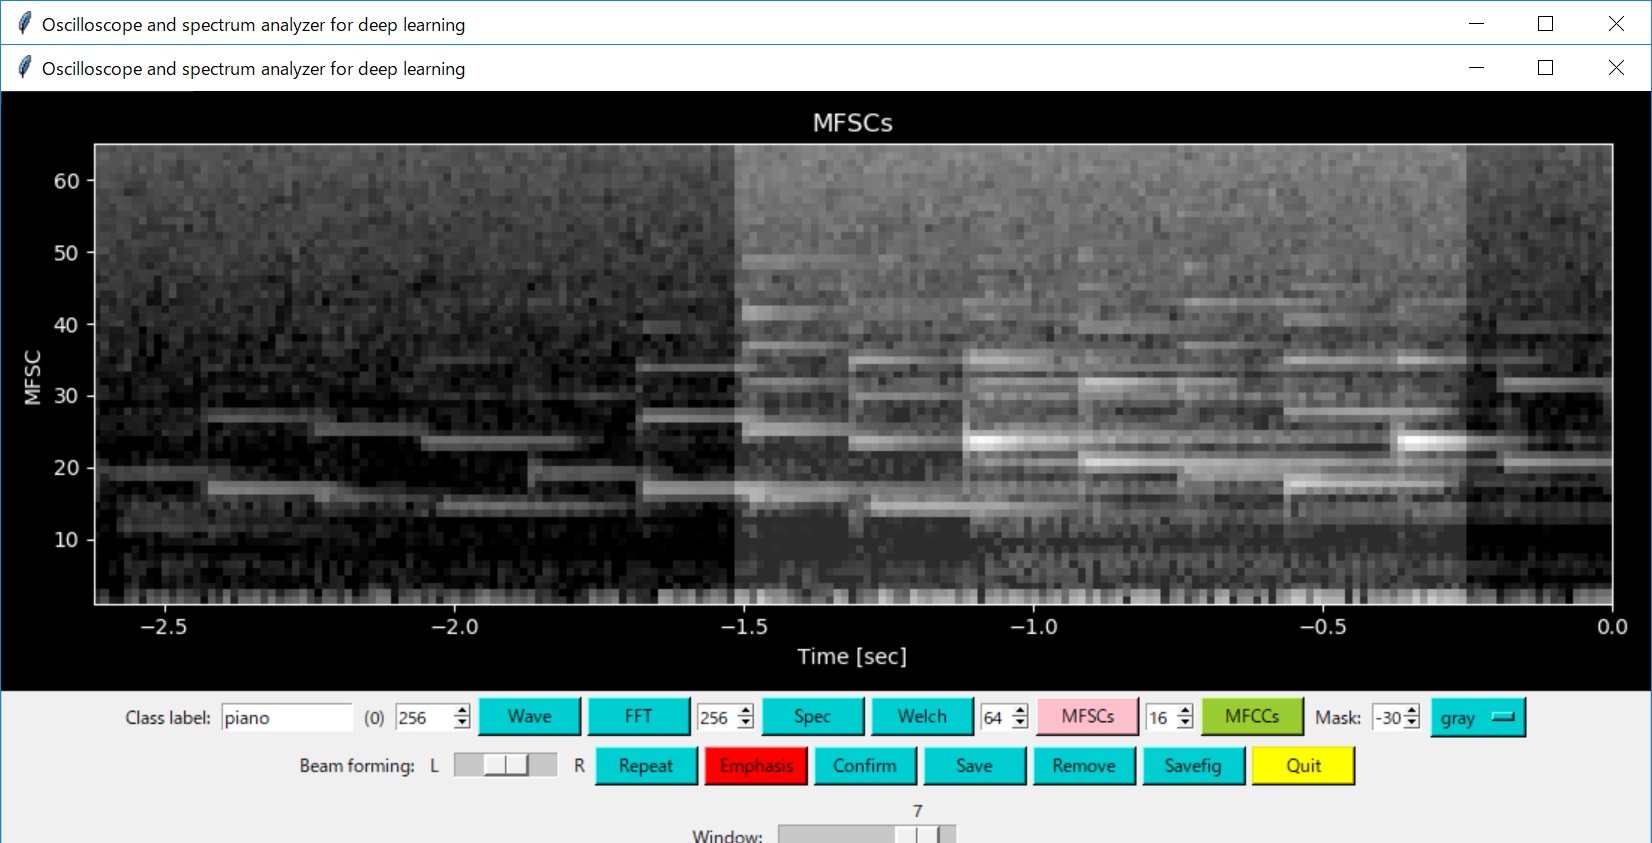 Oscilloscope and spectrum analyzer for deep learning
Oscilloscope and spectrum analyzer for deep learning
MFSCs
60
50
40
30
20
10
MFSC
−2.5 −2.0 −1.5 −1.0 −0.5 0.0
Time [sec]
Class label: piano (0) 256 Wave FFT 256 Spec Welch 64 MFSCs 16 MFCCs Mask: -30 gray
Beam forming: L R Repeat Emphasis Confirm Save Remove Savefig Quit
7
Window: